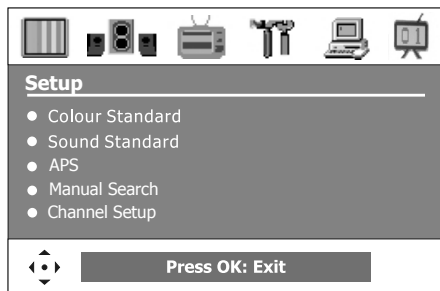 01
Setup
Colour Standard
Sound Standard
APS
Manual Search
Channel Setup
Press OK: Exit